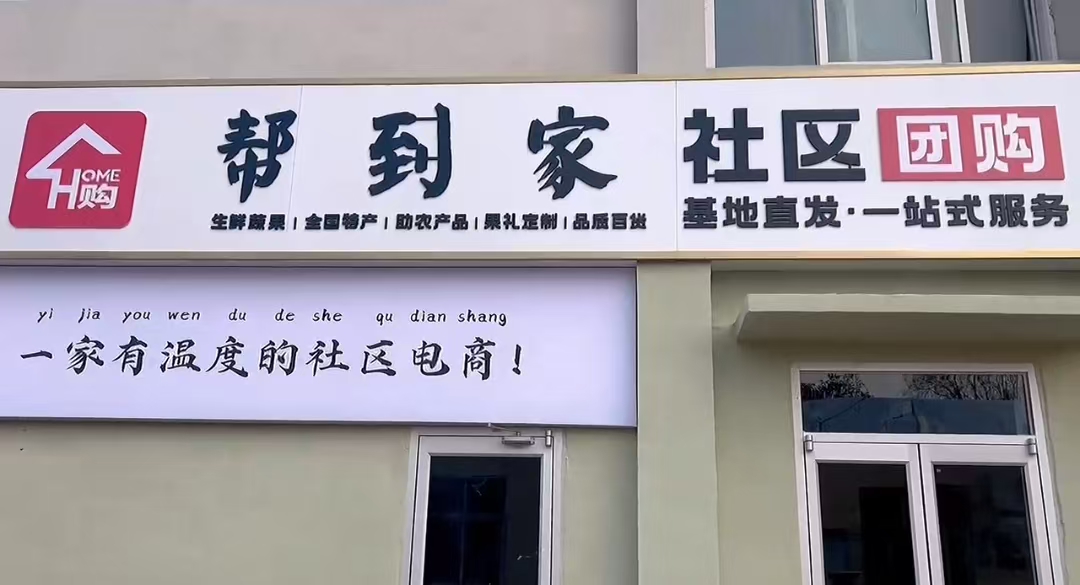 HOME
购
帮到家 社区团购
生鲜蔬果 | 全国特产 | 助农产品 | 果礼定制 | 品质百货
基地直发·一站式服务
yi jia you wen du de she qu dian shang
一家有温度的社区电商!